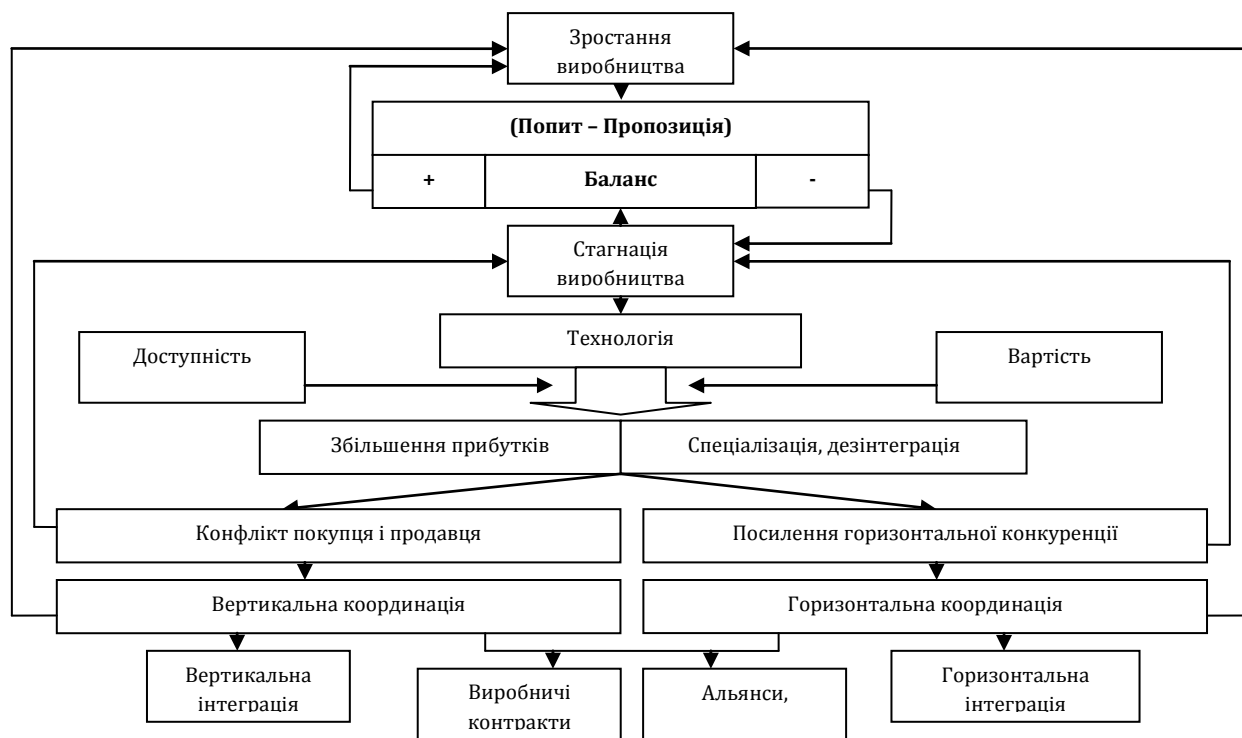 Зростання
виробництва
(Попит – Пропозиція)
+
Баланс
-
Стагнація
виробництва
Технологія
Доступність
Вартість
Збільшення прибутків
Спеціалізація, дезінтеграція
Конфлікт покупця і продавця
Посилення горизонтальної конкуренції
Вертикальна координація
Горизонтальна координація
Вертикальна
інтеграція
Виробничі
контракти
Альянси,
Горизонтальна
інтеграція